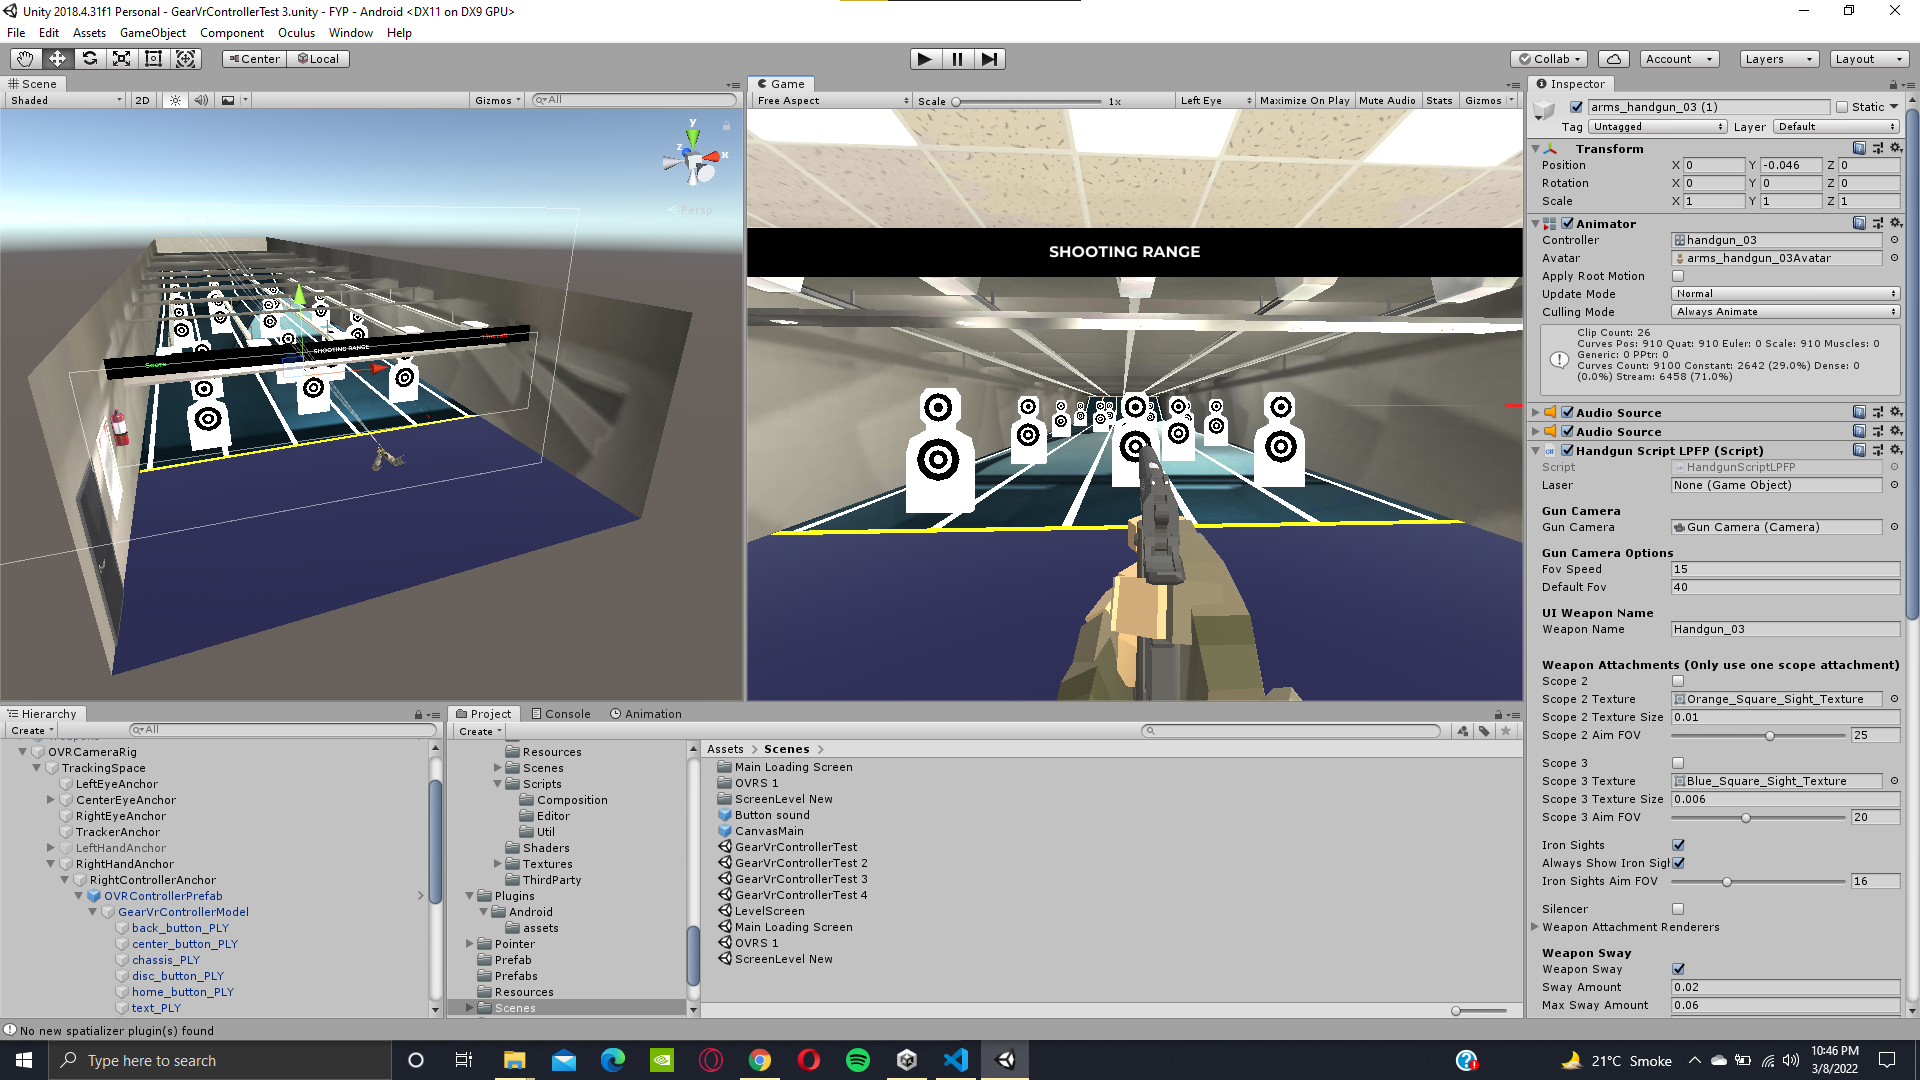 Unity 2018.4.31f1 Personal - GearVrControllerTest 3.unity - FYP - Android <DX11 on DX9 GPU>
File Edit Assets GameObject Component Oculus Window Help
Center Local Collab Account Layers Layout
Scene
Shaded 2D Gizmos All
y
z x
Persp
Score SHOOTING RANGE
Game
Free Aspect Scale 1x Left Eye Maximize On Play Mute Audio Stats Gizmos
SHOOTING RANGE
Inspector
arms_handgun_03 (1) Static
Tag Untagged Layer Default
Transform
Position X 0 Y -0.046 Z 0
Rotation X 0 Y 0 Z 0
Scale X 1 Y 1 Z 1
Animator
Controller handgun_03
Avatar arms_handgun_03Avatar
Apply Root Motion
Update Mode Normal
Culling Mode Always Animate
Clip Count: 26
Curves Pos: 910 Quat: 910 Euler: 0 Scale: 910 Muscles: 0
Generic: 0 PPtr: 0
Curves Count: 9100 Constant: 2642 (29.0%) Dense: 0
(0.0%) Stream: 6458 (71.0%)
Audio Source
Audio Source
Handgun Script LPFP (Script)
Script HandgunScriptLPFP
Laser None (Game Object)
Gun Camera
Gun Camera Gun Camera (Camera)
Gun Camera Options
Fov Speed 15
Default Fov 40
UI Weapon Name
Weapon Name Handgun_03
Weapon Attachments (Only use one scope attachment)
Scope 2
Scope 2 Texture Orange_Square_Sight_Texture
Scope 2 Texture Size 0.01
Scope 2 Aim FOV 25
Scope 3
Scope 3 Texture Blue_Square_Sight_Texture
Scope 3 Texture Size 0.006
Scope 3 Aim FOV 20
Iron Sights
Always Show Iron Sigh
Iron Sights Aim FOV 16
Silencer
Weapon Attachment Renderers
Weapon Sway
Weapon Sway
Sway Amount 0.02
Max Sway Amount 0.06
Hierarchy
Create All
OVRCameraRig
TrackingSpace
LeftEyeAnchor
CenterEyeAnchor
RightEyeAnchor
TrackerAnchor
LeftHandAnchor
RightHandAnchor
RightControllerAnchor
OVRControllerPrefab
GearVrControllerModel
back_button_PLY
center_button_PLY
chassis_PLY
disc_button_PLY
home_button_PLY
text_PLY
Project Console Animation
Create
Resources
Scenes
Scripts
Composition
Editor
Util
Shaders
Textures
ThirdParty
Plugins
Android
assets
Pointer
Prefab
Prefabs
Resources
Scenes
Assets Scenes
Main Loading Screen
OVRS 1
ScreenLevel New
Button sound
CanvasMain
GearVrControllerTest
GearVrControllerTest 2
GearVrControllerTest 3
GearVrControllerTest 4
LevelScreen
Main Loading Screen
OVRS 1
ScreenLevel New
No new spatializer plugin(s) found
Type here to search
21°C Smoke
10:46 PM
3/8/2022